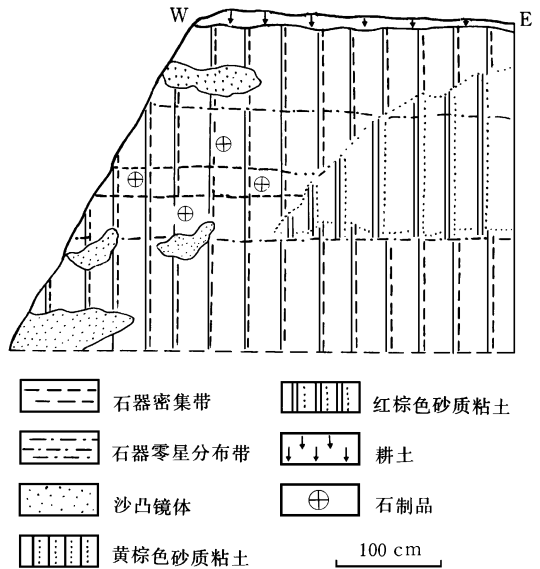 W
E
石器密集带
石器零星分布带
沙凸镜体
黄棕色砂质粘土
红棕色砂质粘土
耕土
石制品
100 cm